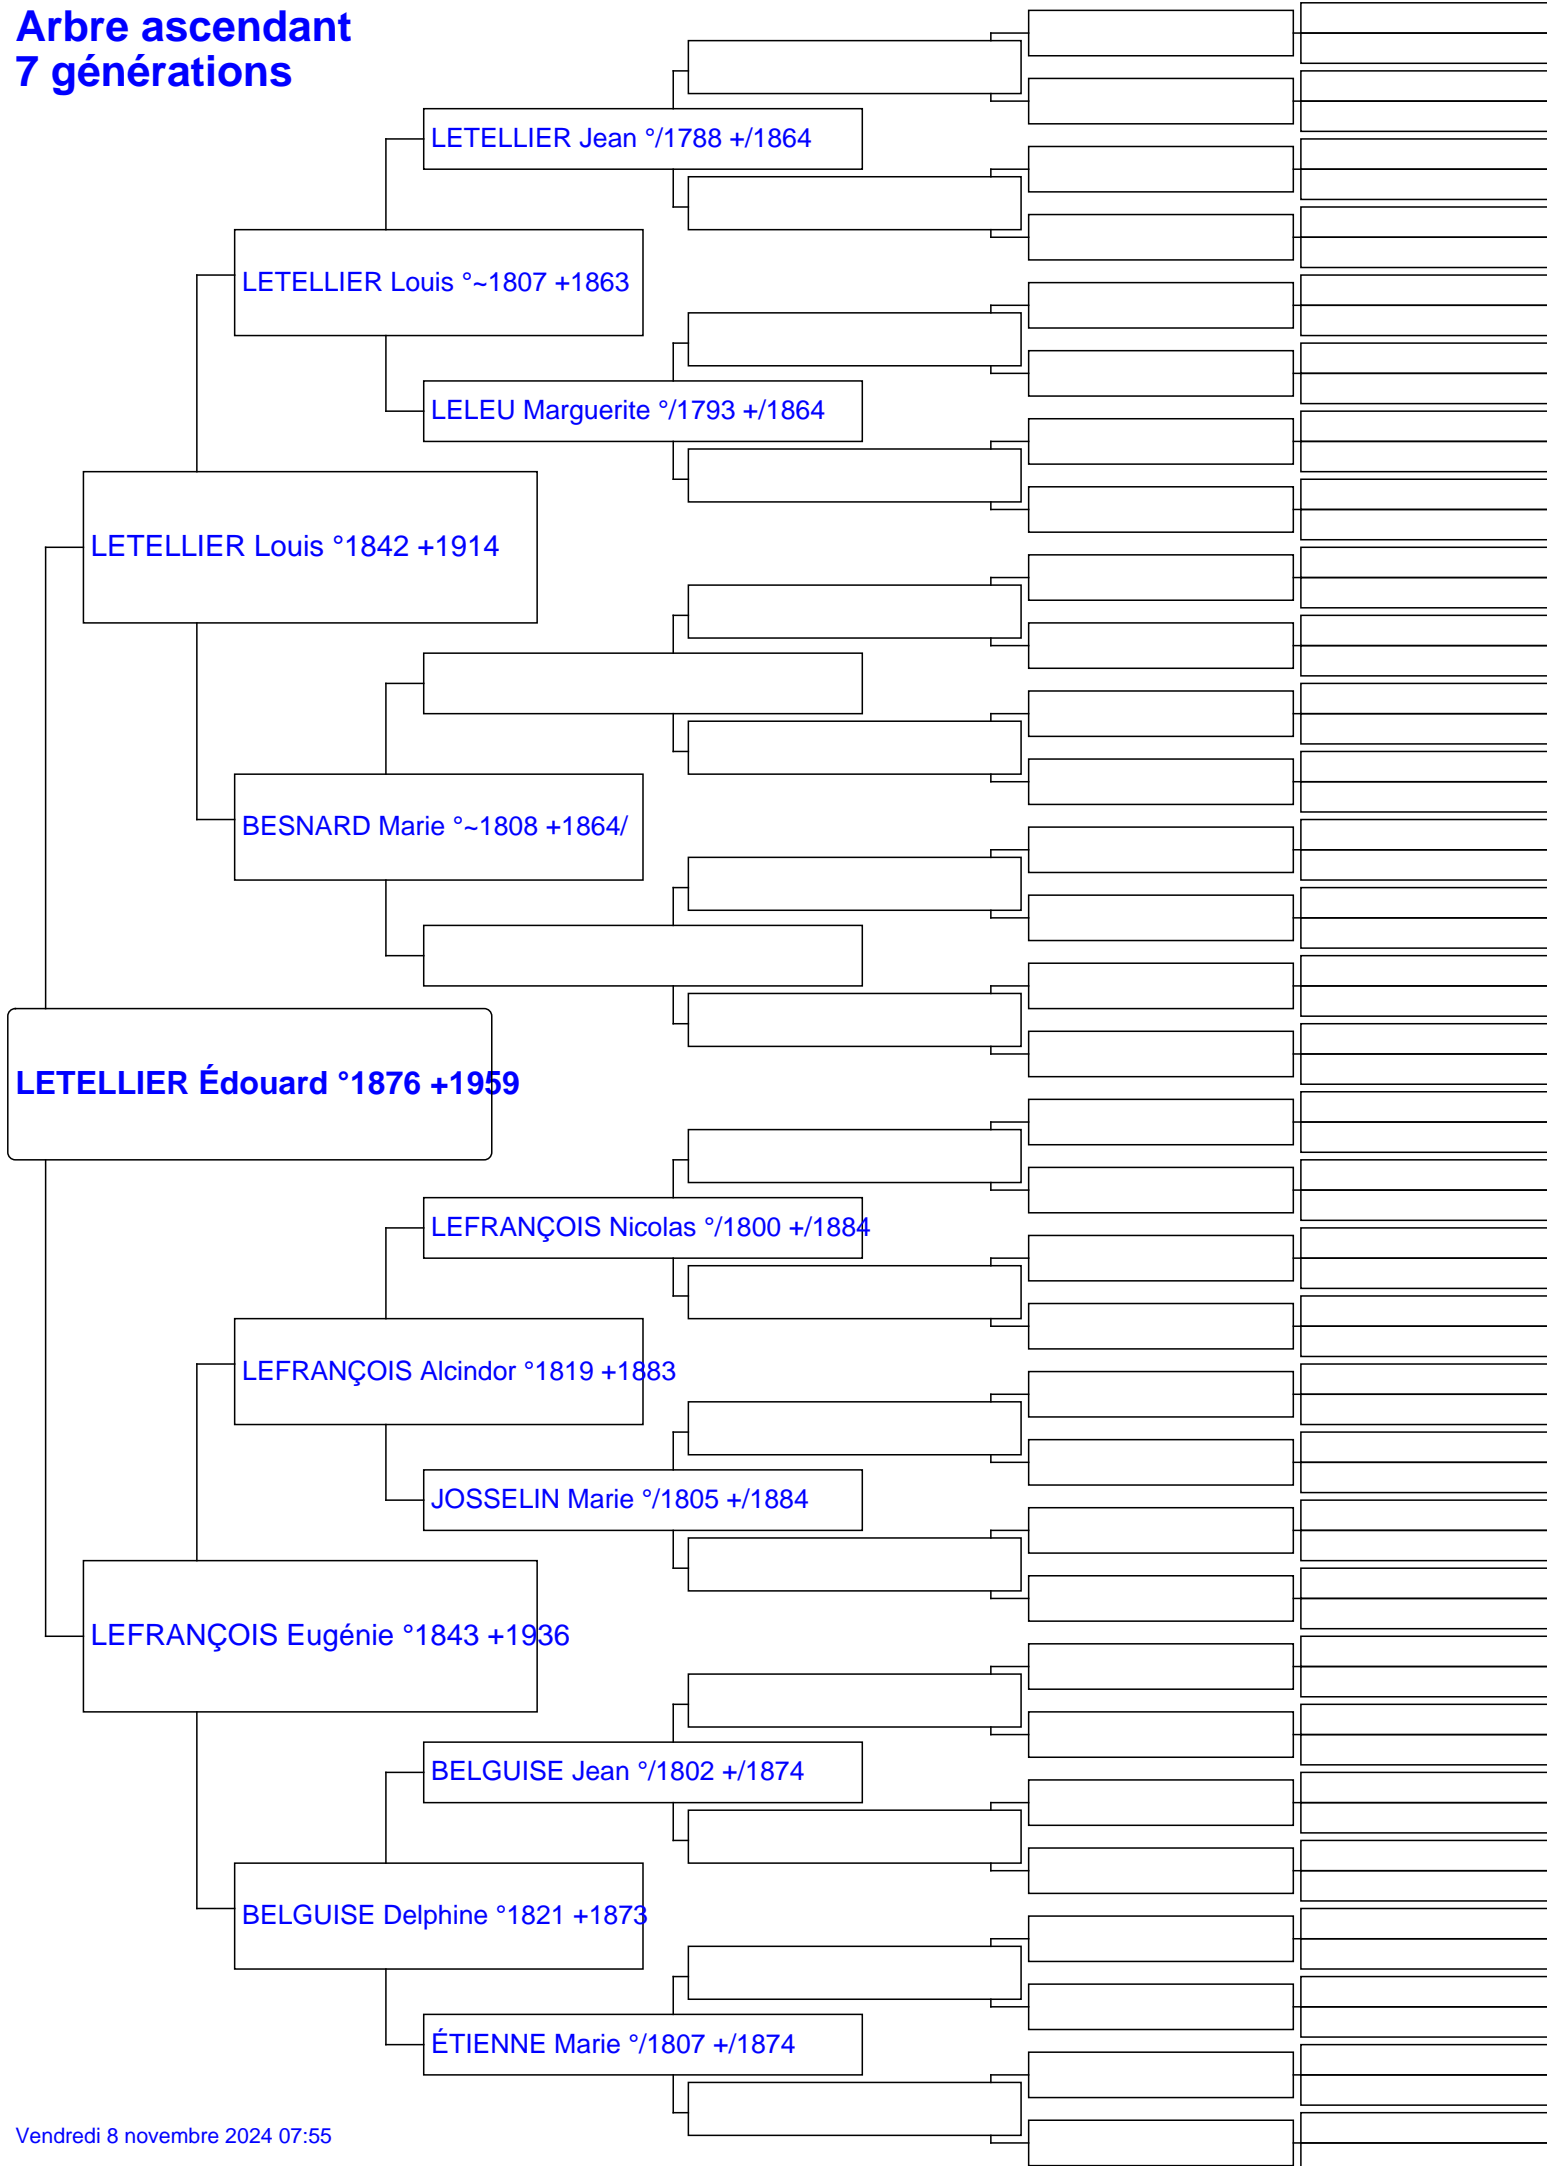 Arbre ascendant
7 générations
LETELLIER Jean °/1788 +/1864
LETELLIER Louis °~1807 +1863
LELEU Marguerite °/1793 +/1864
LETELLIER Louis °1842 +1914
BESNARD Marie °~1808 +1864/
LETELLIER Édouard °1876 +1959
LEFRANÇOIS Nicolas °/1800 +/1884
LEFRANÇOIS Alcindor °1819 +1883
JOSSELIN Marie °/1805 +/1884
LEFRANÇOIS Eugénie °1843 +1936
BELGUISE Jean °/1802 +/1874
BELGUISE Delphine °1821 +1873
ÉTIENNE Marie °/1807 +/1874
Vendredi 8 novembre 2024 07:55